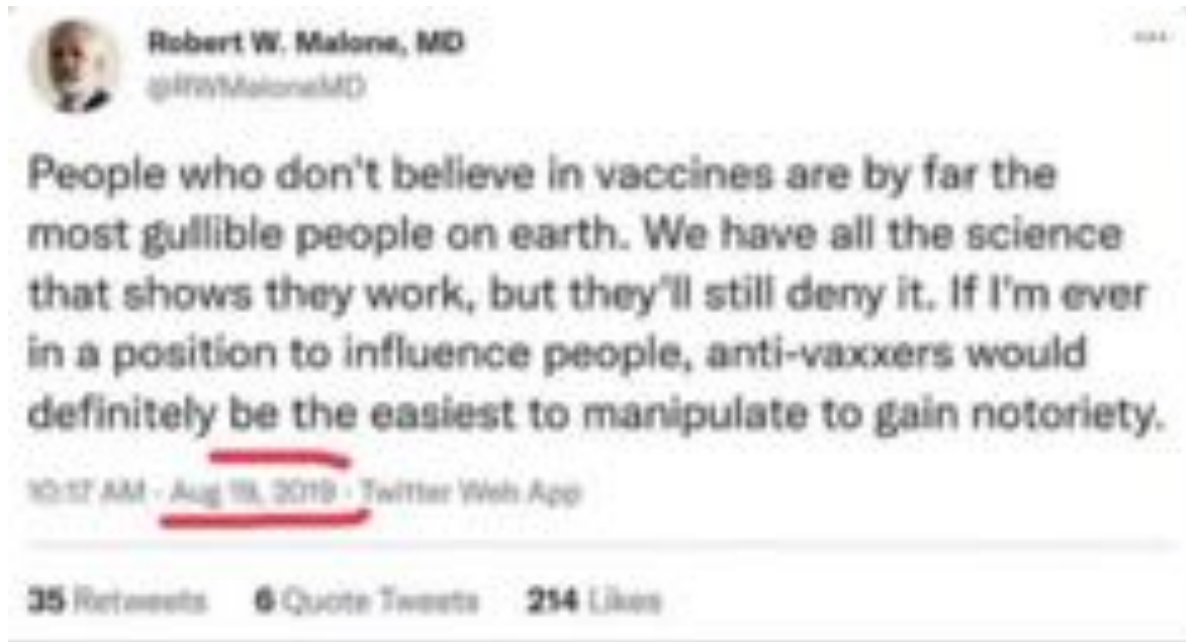 Robert W. Malone, MD
@RWMaloneMD
People who don't believe in vaccines are by far the
most gullible people on earth. We have all the science
that shows they work, but they'll still deny it. If I'm ever
in a position to influence people, anti-vaxxers would
definitely be the easiest to manipulate to gain notoriety.
10:17 AM · Aug 19, 2019 · Twitter Web App
35 Retweets 6 Quote Tweets 214 Likes